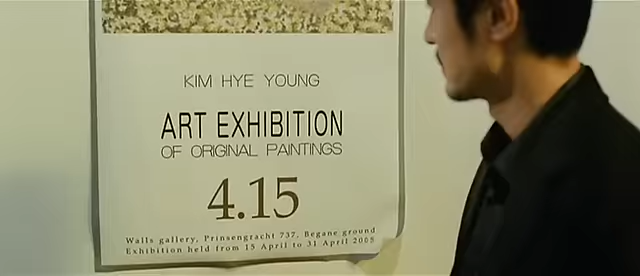 KIM HYE YOUNG
ART EXHIBITION
OF ORIGINAL PAINTINGS
4.15
Walls gallery, Prinsengracht 737, Begane ground
Exhibition held from 15 April to 31 April 2005